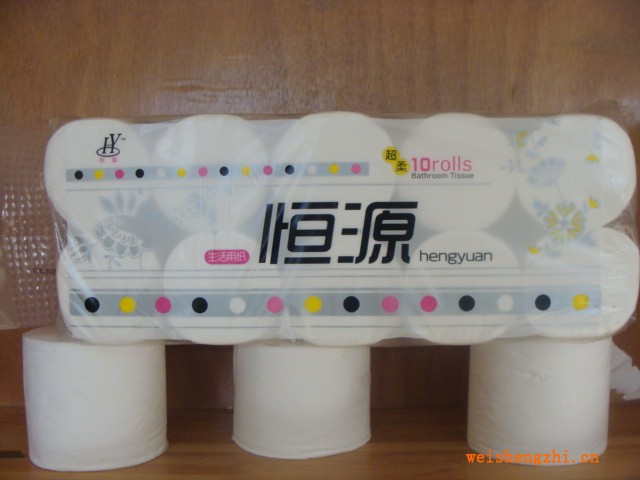 HY
超柔
10rolls
Bathroom Tissue
恒源
生活用纸
hengyuan
weishengzhi.cn